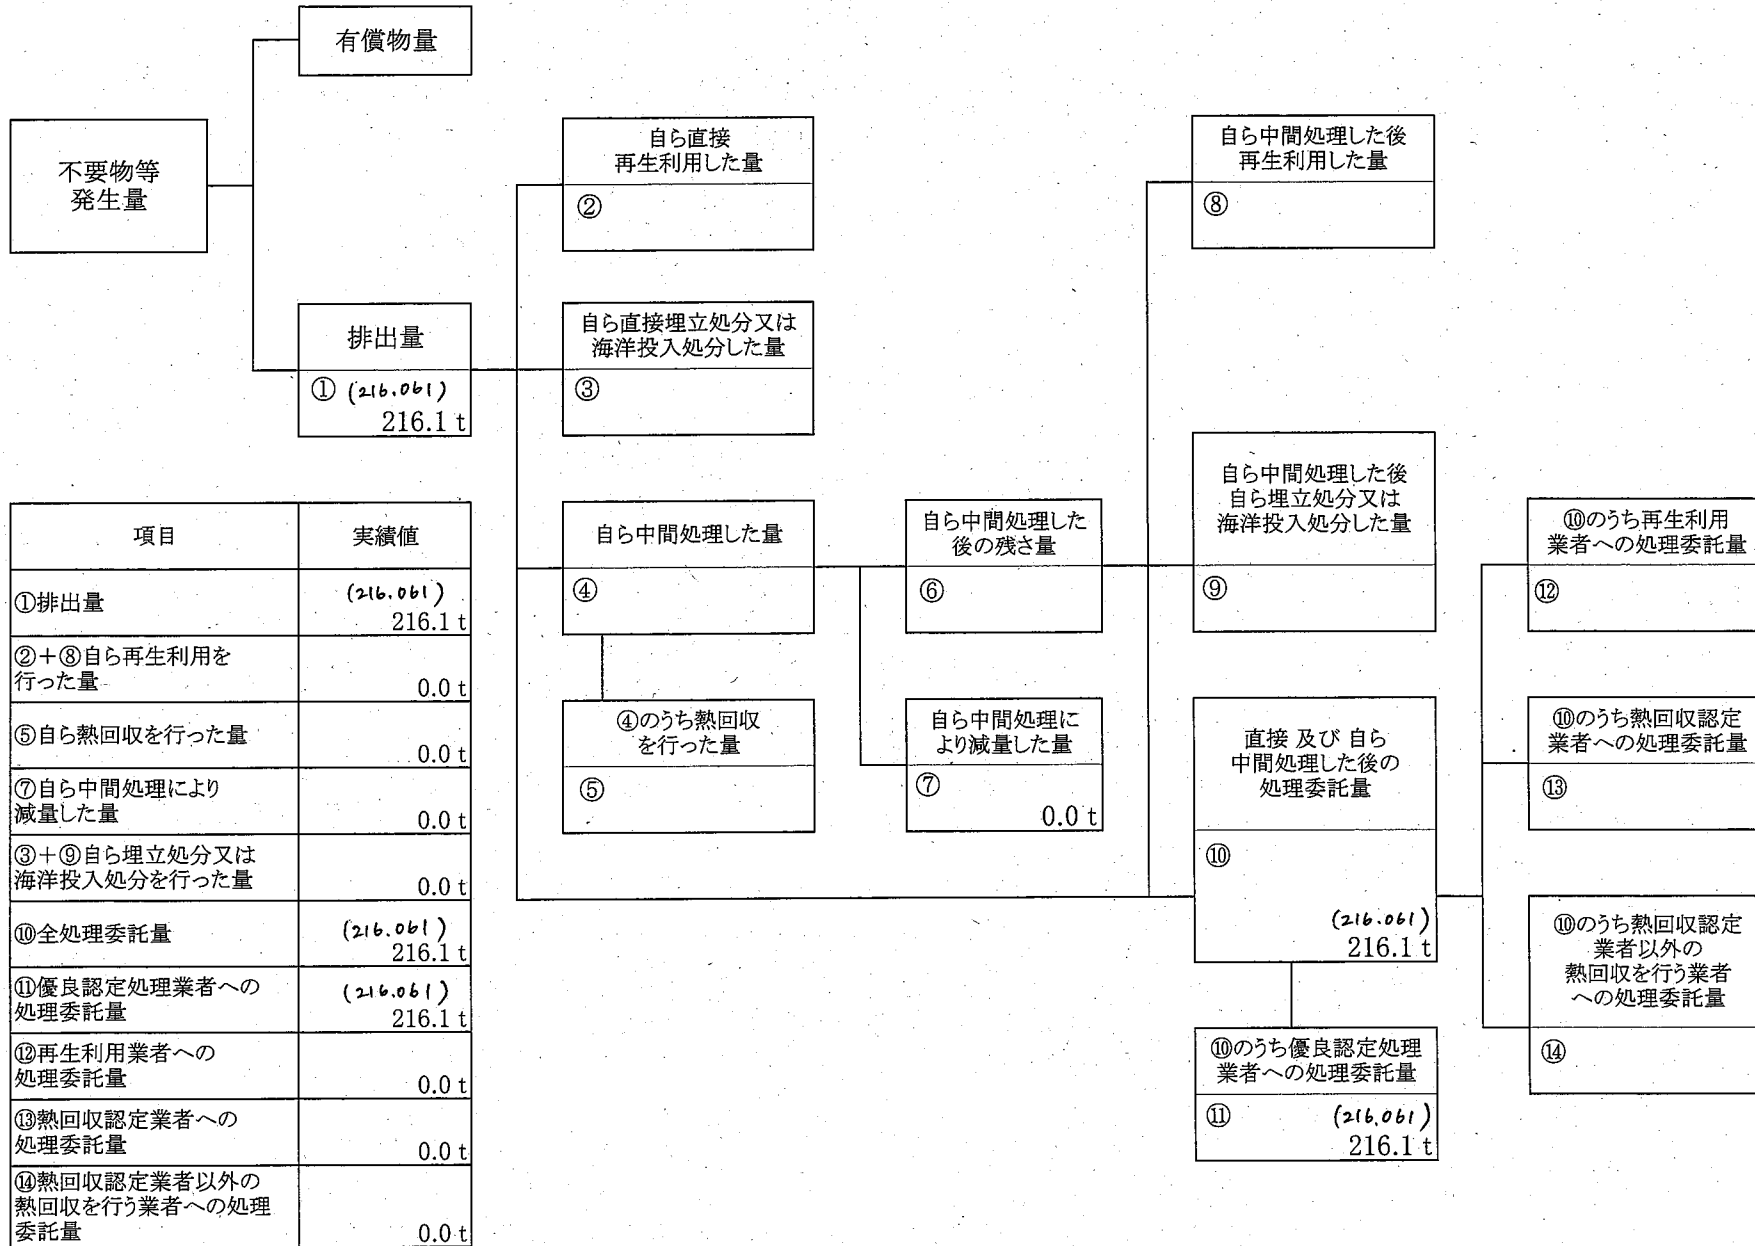 有償物量
不要物等
発生量
排出量
① (216.061)
216.1 t
自ら直接
再生利用した量
②
自ら直接埋立処分又は
海洋投入処分した量
③
自ら中間処理した量
④
④のうち熱回収
を行った量
⑤
自ら中間処理した
後の残さ量
⑥
自ら中間処理に
より減量した量
⑦
0.0 t
自ら中間処理した後
再生利用した量
⑧
自ら中間処理した後
自ら埋立処分又は
海洋投入処分した量
⑨
直接 及び 自ら
中間処理した後の
処理委託量
⑩
(216.061)
216.1 t
⑩のうち優良認定処理
業者への処理委託量
⑪ (216.061)
216.1 t
⑩のうち再生利用
業者への処理委託量
⑫
⑩のうち熱回収認定
業者への処理委託量
⑬
⑩のうち熱回収認定
業者以外の
熱回収を行う業者
への処理委託量
⑭
項目 実績値
①排出量 (216.061)
216.1 t
②+⑧自ら再生利用を
行った量 0.0 t
⑤自ら熱回収を行った量 0.0 t
⑦自ら中間処理により
減量した量 0.0 t
③+⑨自ら埋立処分又は
海洋投入処分を行った量 0.0 t
⑩全処理委託量 (216.061)
216.1 t
⑪優良認定処理業者への
処理委託量 (216.061)
216.1 t
⑫再生利用業者への
処理委託量 0.0 t
⑬熱回収認定業者への
処理委託量 0.0 t
⑭熱回収認定業者以外の
熱回収を行う業者への処理
委託量 0.0 t